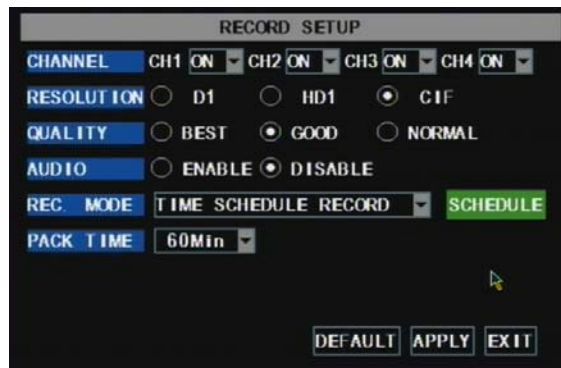 RECORD SETUP
CHANNEL CH1 ON CH2 ON CH3 ON CH4 ON
RESOLUTION D1 HD1 CIF
QUALITY BEST GOOD NORMAL
AUDIO ENABLE DISABLE
REC. MODE TIME SCHEDULE RECORD SCHEDULE
PACK TIME 60Min
DEFAULT APPLY EXIT